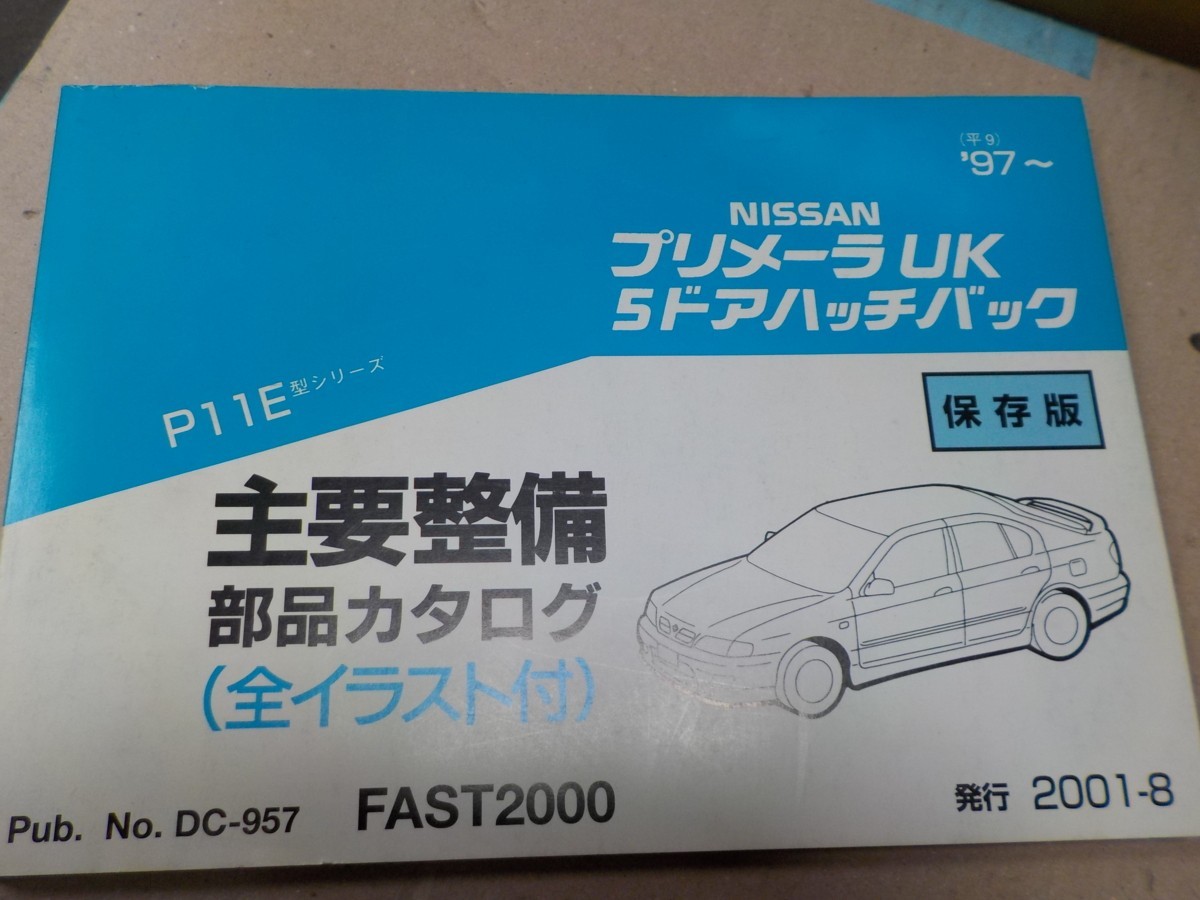 (平9)
'97～
NISSAN
プリメーラ UK
5ドアハッチバック
P11E型シリーズ
保存版
主要整備
部品カタログ
(全イラスト付)
Pub. No. DC-957 FAST2000
発行 2001-8